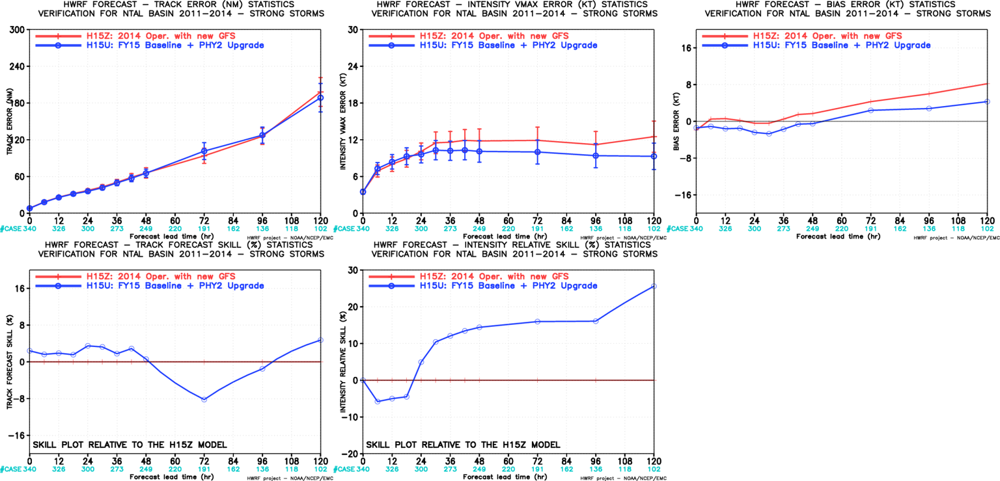 HWRF FORECAST – TRACK ERROR (NM) STATISTICS
VERIFICATION FOR NTAL BASIN 2011–2014 – STRONG STORMS
H15Z: 2014 Oper. with new GFS
H15U: FY15 Baseline + PHY2 Upgrade
TRACK ERROR (NM)
300
240
180
120
60
0
0 12 24 36 48 60 72 84 96 108 120
#CASE 340 326 300 273 249 220 191 162 136 118 102
Forecast lead time (hr)
HWRF project – NOAA/NCEP/EMC
HWRF FORECAST – INTENSITY VMAX ERROR (KT) STATISTICS
VERIFICATION FOR NTAL BASIN 2011–2014 – STRONG STORMS
H15Z: 2014 Oper. with new GFS
H15U: FY15 Baseline + PHY2 Upgrade
INTENSITY VMAX ERROR (KT)
30
24
18
12
6
0
0 12 24 36 48 60 72 84 96 108 120
#CASE 340 326 300 273 249 220 191 162 136 118 102
Forecast lead time (hr)
HWRF project – NOAA/NCEP/EMC
HWRF FORECAST – BIAS ERROR (KT) STATISTICS
VERIFICATION FOR NTAL BASIN 2011–2014 – STRONG STORMS
H15Z: 2014 Oper. with new GFS
H15U: FY15 Baseline + PHY2 Upgrade
BIAS ERROR (KT)
16
8
0
–8
–16
0 12 24 36 48 60 72 84 96 108 120
#CASE 340 326 300 273 249 220 191 162 136 118 102
Forecast lead time (hr)
HWRF project – NOAA/NCEP/EMC
HWRF FORECAST – TRACK FORECAST SKILL (%) STATISTICS
VERIFICATION FOR NTAL BASIN 2011–2014 – STRONG STORMS
H15Z: 2014 Oper. with new GFS
H15U: FY15 Baseline + PHY2 Upgrade
TRACK FORECAST SKILL (%)
16
8
0
–8
–16
SKILL PLOT RELATIVE TO THE H15Z MODEL
0 12 24 36 48 60 72 84 96 108 120
#CASE 340 326 300 273 249 220 191 162 136 118 102
Forecast lead time (hr)
HWRF project – NOAA/NCEP/EMC
HWRF FORECAST – INTENSITY RELATIVE SKILL (%) STATISTICS
VERIFICATION FOR NTAL BASIN 2011–2014 – STRONG STORMS
H15Z: 2014 Oper. with new GFS
H15U: FY15 Baseline + PHY2 Upgrade
INTENSITY RELATIVE SKILL (%)
30
20
10
0
–10
–20
SKILL PLOT RELATIVE TO THE H15Z MODEL
0 12 24 36 48 60 72 84 96 108 120
#CASE 340 326 300 273 249 220 191 162 136 118 102
Forecast lead time (hr)
HWRF project – NOAA/NCEP/EMC